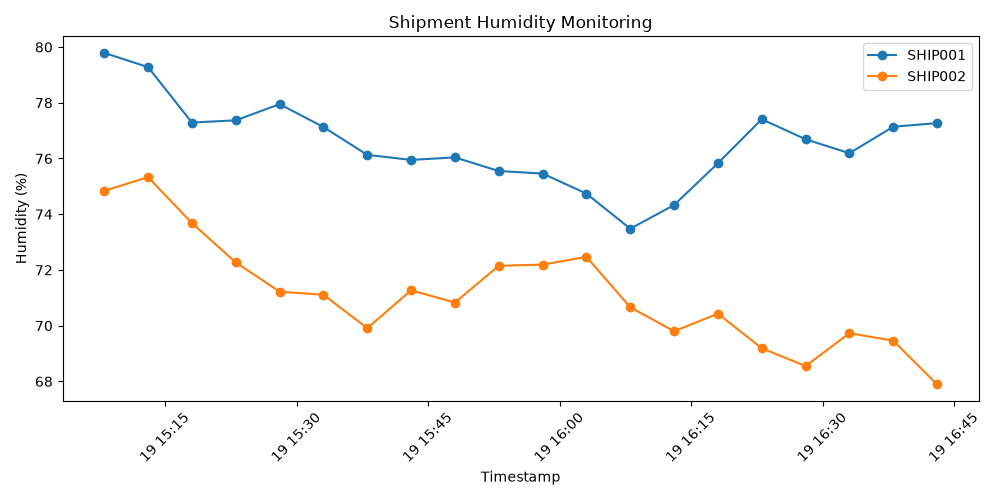 Shipment Humidity Monitoring
SHIP001
SHIP002
Humidity (%)
80
78
76
74
72
70
68
19 15:15
19 15:30
19 15:45
19 16:00
19 16:15
19 16:30
19 16:45
Timestamp